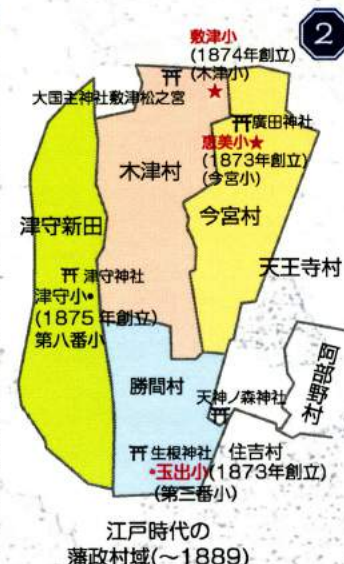 2
敷津小
(1874年創立)
(木津小)
大国主神社敷津松之宮
廣田神社
恵美小★
(1873年創立)
(今宮小)
木津村
今宮村
津守新田
天王寺村
津守神社
津守小•
(1875年創立)
第八番小
阿部野村
勝間村
天神ノ森神社
生根神社
住吉村
•玉出小(1873年創立)
(第三番小)
江戸時代の
藩政村域(～1889)